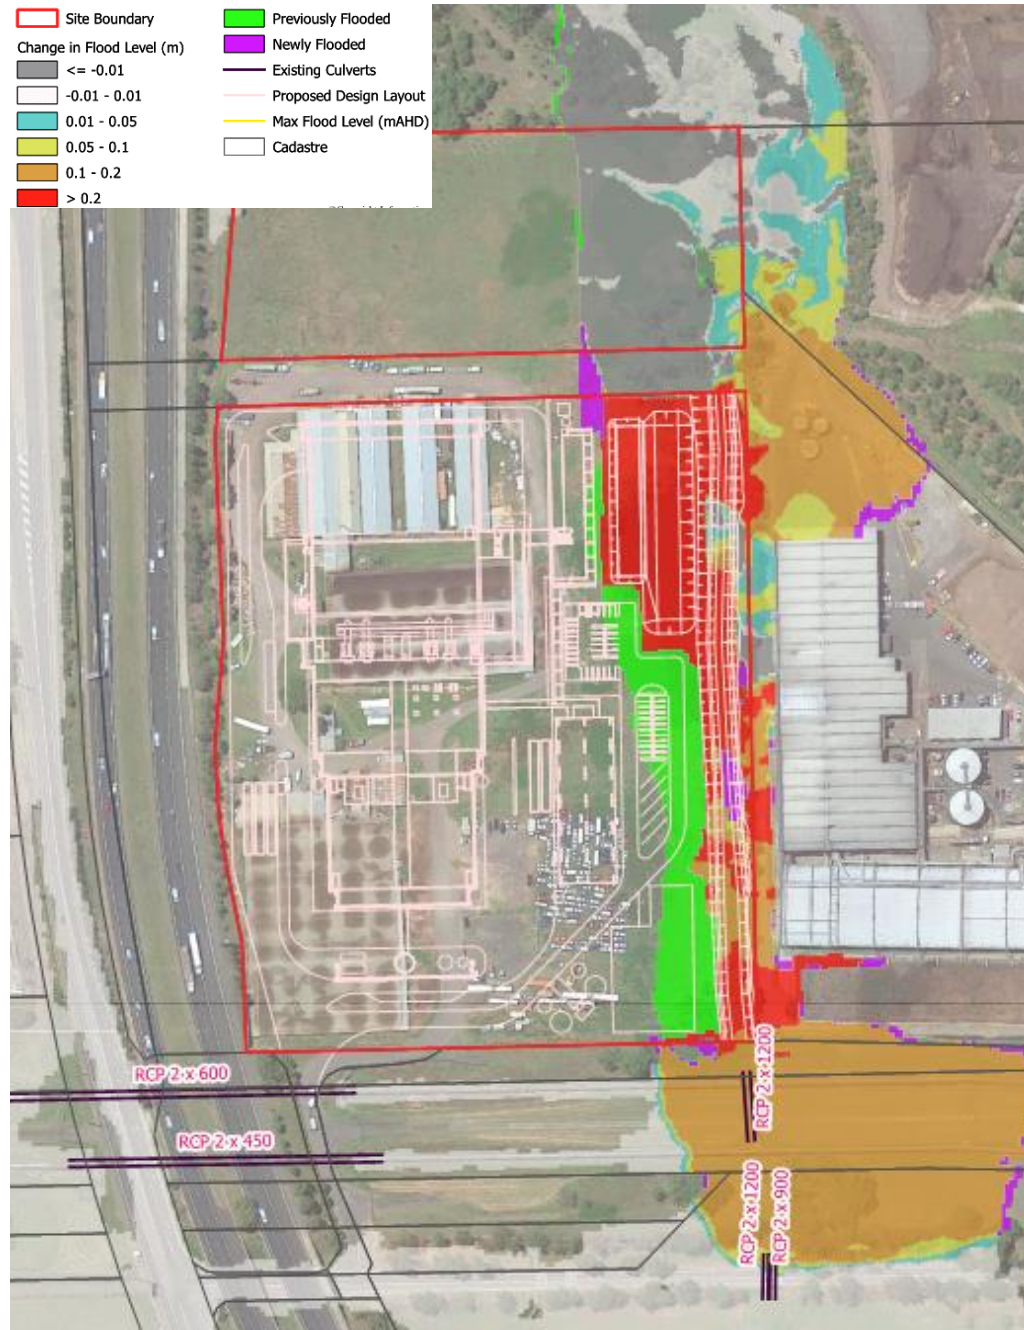 Site Boundary
Change in Flood Level (m)
<= -0.01
-0.01 - 0.01
0.01 - 0.05
0.05 - 0.1
0.1 - 0.2
> 0.2
Previously Flooded
Newly Flooded
Existing Culverts
Proposed Design Layout
Max Flood Level (mAHD)
Cadastre
RCP 2 x 600
RCP 2 x 450
RCP 2 x 1200
RCP 2 x 1200
RCP 2 x 900